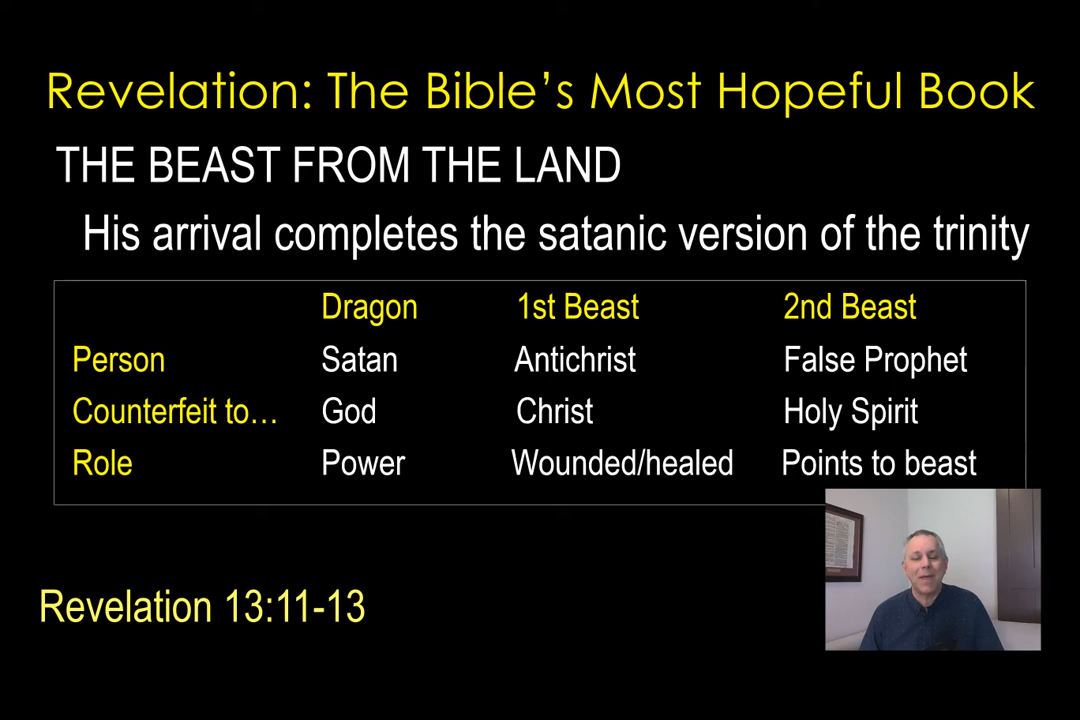 Revelation: The Bible's Most Hopeful Book
THE BEAST FROM THE LAND
His arrival completes the satanic version of the trinity
Dragon 1st Beast 2nd Beast
Person Satan Antichrist False Prophet
Counterfeit to… God Christ Holy Spirit
Role Power Wounded/healed Points to beast
Revelation 13:11-13